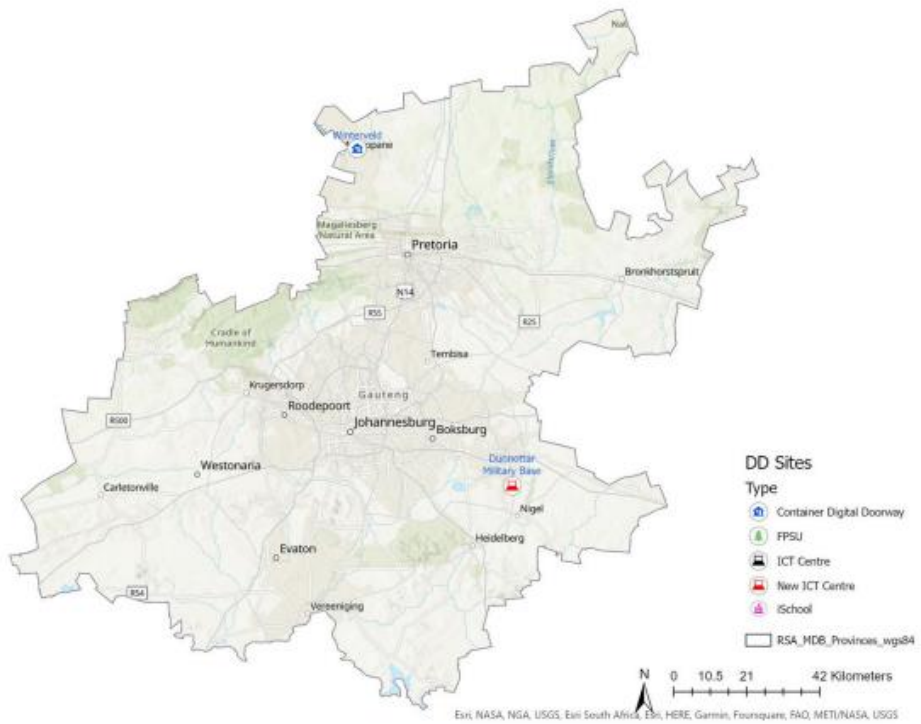 Winterveld
Magaliesberg
Natural Area
Pretoria
Bronkhorstspruit
N14
R55
R25
Cradle of
Humankind
Tembisa
Krugersdorp
Gauteng
Roodepoort
R500
Johannesburg
Boksburg
Dunnottar
Military Base
Westonaria
Carletonville
Nigel
Heidelberg
Evaton
R54
Vereeniging
DD Sites
Type
Container Digital Doorway
FPSU
ICT Centre
New ICT Centre
iSchool
RSA_MDB_Provinces_wgs84
N
0 10.5 21 42 Kilometers
Esri, NASA, NGA, USGS, Esri South Africa, Esri, HERE, Garmin, Foursquare, FAO, METI/NASA, USGS